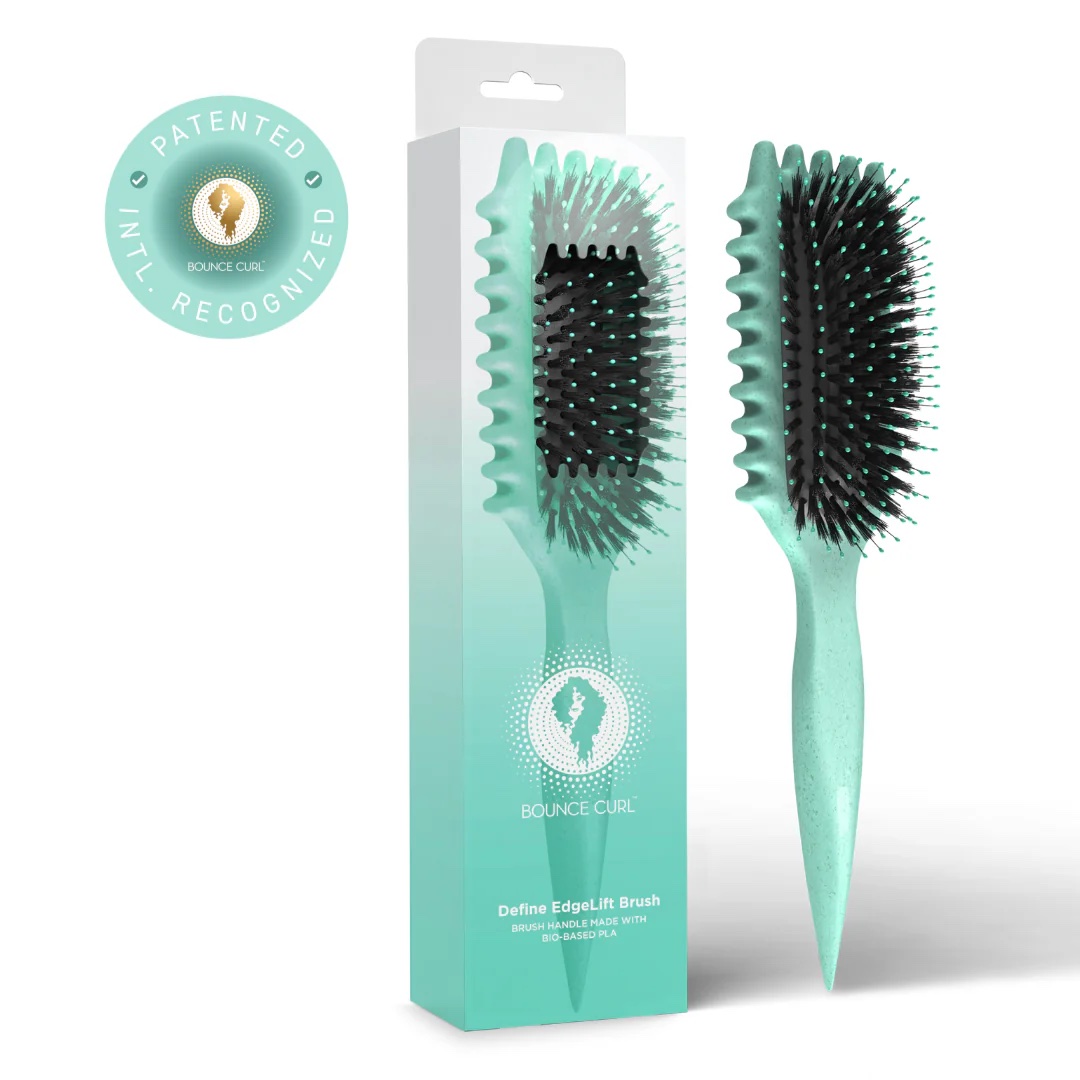 PATENTED
INTL. RECOGNIZED
BOUNCE CURL™
BOUNCE CURL™
Define EdgeLift Brush
BRUSH HANDLE MADE WITH
BIO-BASED PLA